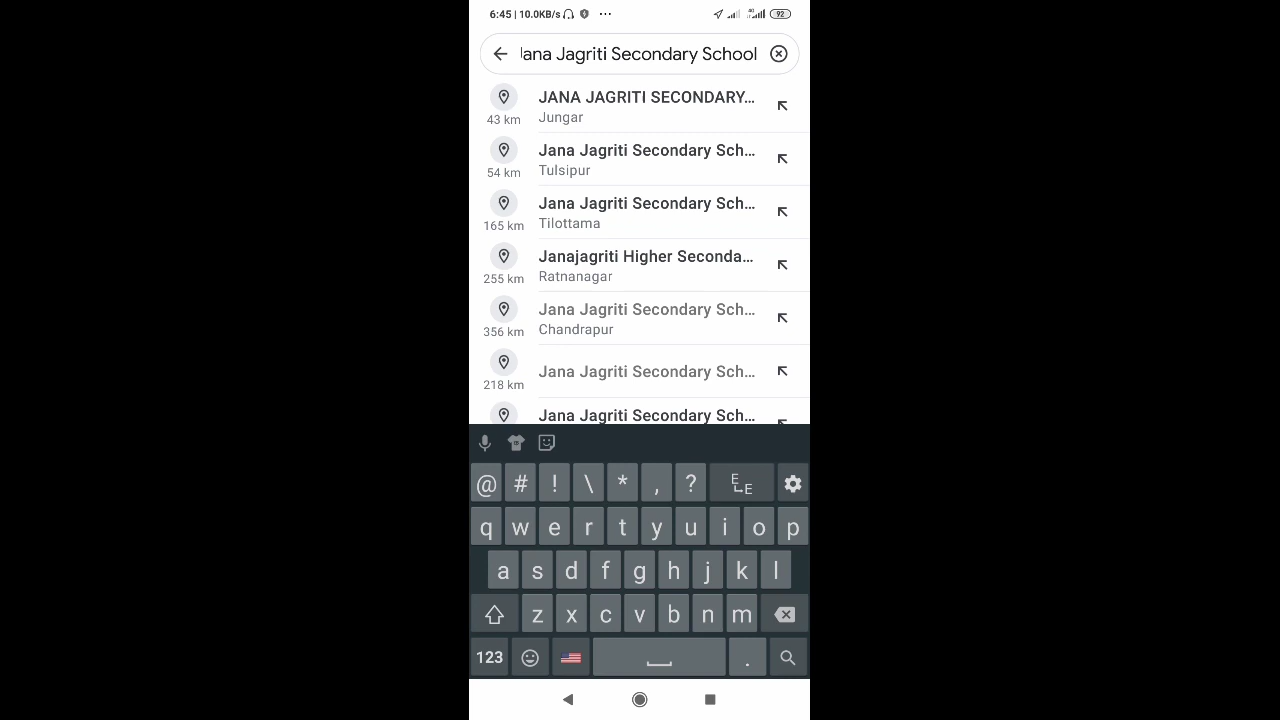 6:45 | 10.0KB/s ... 4G 92
Jana Jagriti Secondary School
JANA JAGRITI SECONDARY...
43 km
Jungar
Jana Jagriti Secondary Sch...
54 km
Tulsipur
Jana Jagriti Secondary Sch...
165 km
Tilottama
Janajagriti Higher Seconda...
255 km
Ratnanagar
Jana Jagriti Secondary Sch...
356 km
Chandrapur
Jana Jagriti Secondary Sch...
218 km
Jana Jagriti Secondary Sch...
@ # ! \ * , ? E E
q w e r t y u i o p
a s d f g h j k l
z x c v b n m
123 .